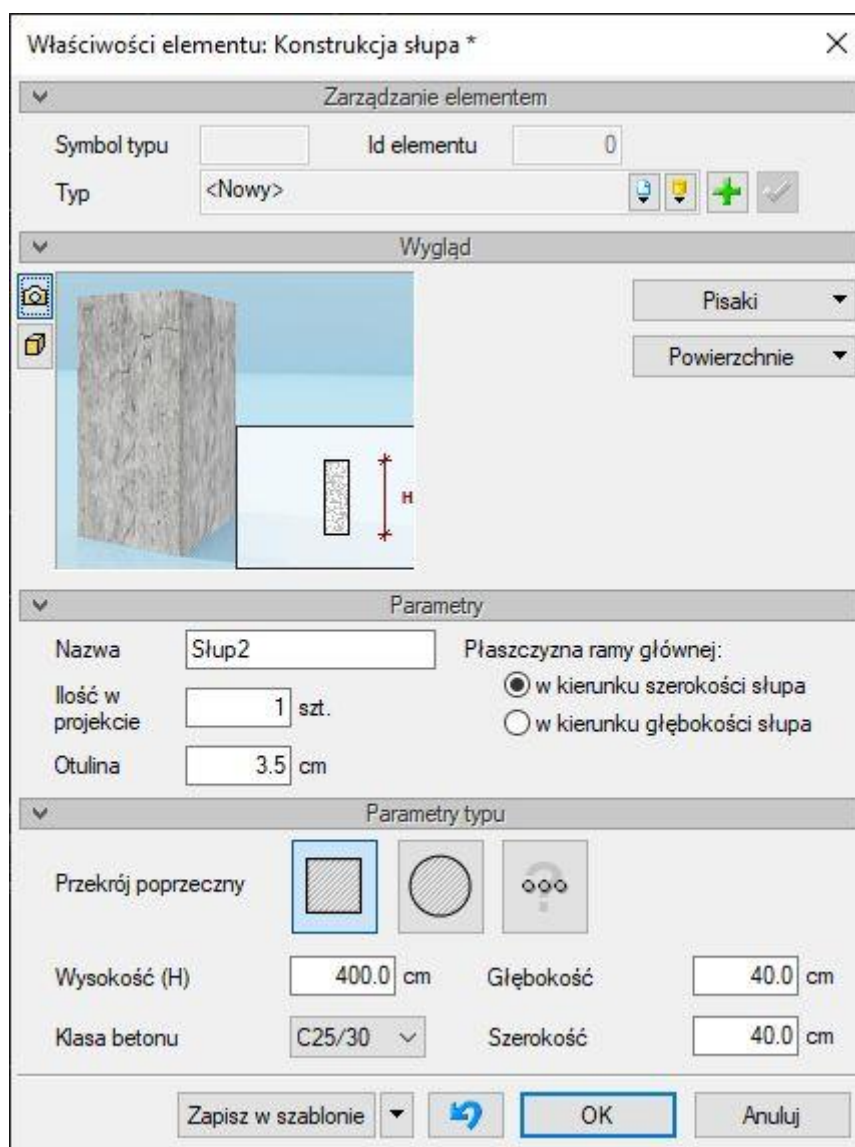 Właściwości elementu: Konstrukcja słupa *
Zarządzanie elementem
Symbol typu Id elementu 0
Typ <Nowy>
Wygląd
Pisaki
Powierzchnie
H
Parametry
Nazwa Słup2 Płaszczyzna ramy głównej:
w kierunku szerokości słupa
Ilość w projekcie 1 szt.
w kierunku głębokości słupa
Otulina 3.5 cm
Parametry typu
Przekrój poprzeczny
Wysokość (H) 400.0 cm Głębokość 40.0 cm
Klasa betonu C25/30 Szerokość 40.0 cm
Zapisz w szablonie OK Anuluj